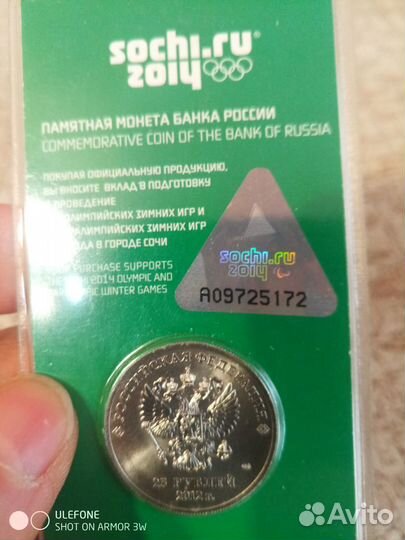 sochi.ru
2014
ПАМЯТНАЯ МОНЕТА БАНКА РОССИИ
COMMEMORATIVE COIN OF THE BANK OF RUSSIA
ПОКУПАЯ ОФИЦИАЛЬНУЮ ПРОДУКЦИЮ,
ВЫ ВНОСИТЕ ВКЛАД В ПОДГОТОВКУ
ПРОВЕДЕНИЕ
ОЛИМПИЙСКИХ ЗИМНИХ ИГР И
ЗИМНИХ ИГР
ГОДА В ГОРОДЕ СОЧИ
PURCHASE SUPPORTS
2014 OLYMPIC AND
WINTER GAMES
sochi.ru
2014
A09725172
РОССИЙСКАЯ ФЕДЕРАЦИЯ
25 РУБЛЕЙ
2012 г.
ULEFONE
SHOT ON ARMOR 3W
Avito